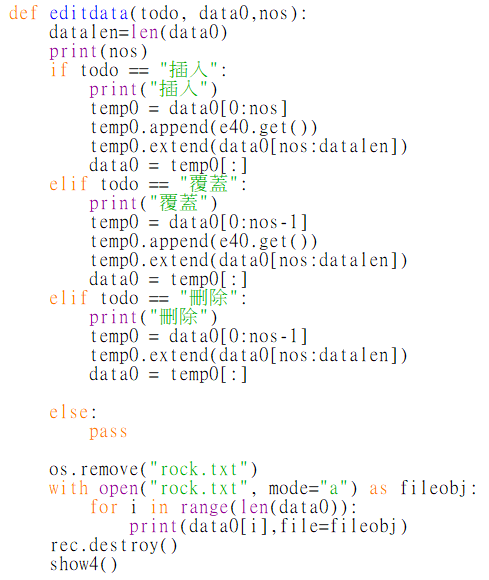 def editdata(todo, data0,nos):
    datalen=len(data0)
    print(nos)
    if todo == "插入":
        print("插入")
        temp0 = data0[0:nos]
        temp0.append(e40.get())
        temp0.extend(data0[nos:datalen])
        data0 = temp0[:]
    elif todo == "覆蓋":
        print("覆蓋")
        temp0 = data0[0:nos-1]
        temp0.append(e40.get())
        temp0.extend(data0[nos:datalen])
        data0 = temp0[:]
    elif todo == "刪除":
        print("刪除")
        temp0 = data0[0:nos-1]
        temp0.extend(data0[nos:datalen])
        data0 = temp0[:]

    else:
        pass

    os.remove("rock.txt")
    with open("rock.txt", mode="a") as fileobj:
        for i in range(len(data0)):
            print(data0[i],file=fileobj)
    rec.destroy()
    show4()